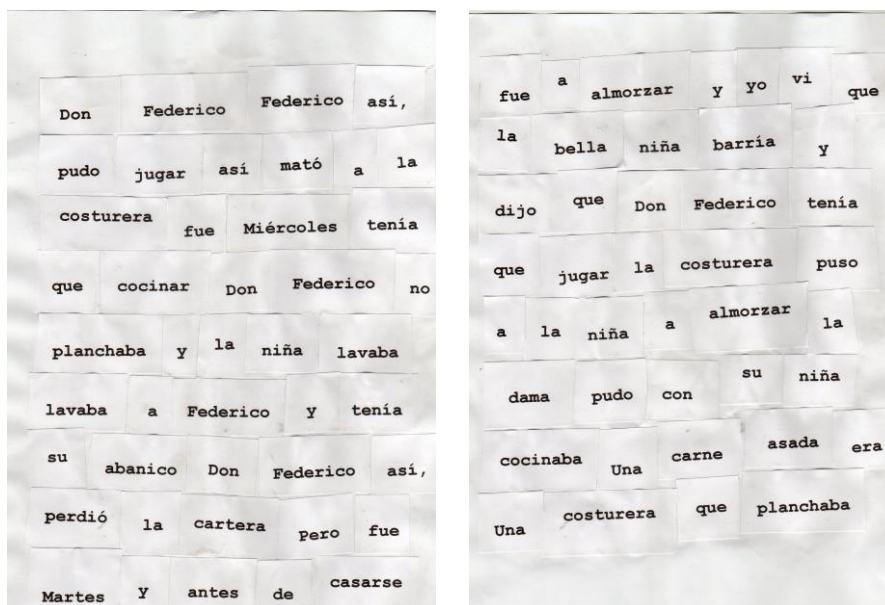 Don Federico Federico así,
pudo jugar así mató a la
costurera fue Miércoles tenía
que cocinar Don Federico no
planchaba y la niña lavaba
lavaba a Federico y tenía
su abanico Don Federico así,
perdió la cartera pero fue
Martes y antes de casarse
fue a almorzar y yo vi que
la bella niña barría y
dijo que Don Federico tenía
que jugar la costurera puso
a la niña a almorzar la
dama pudo con su niña
cocinaba Una carne asada era
Una costurera que planchaba